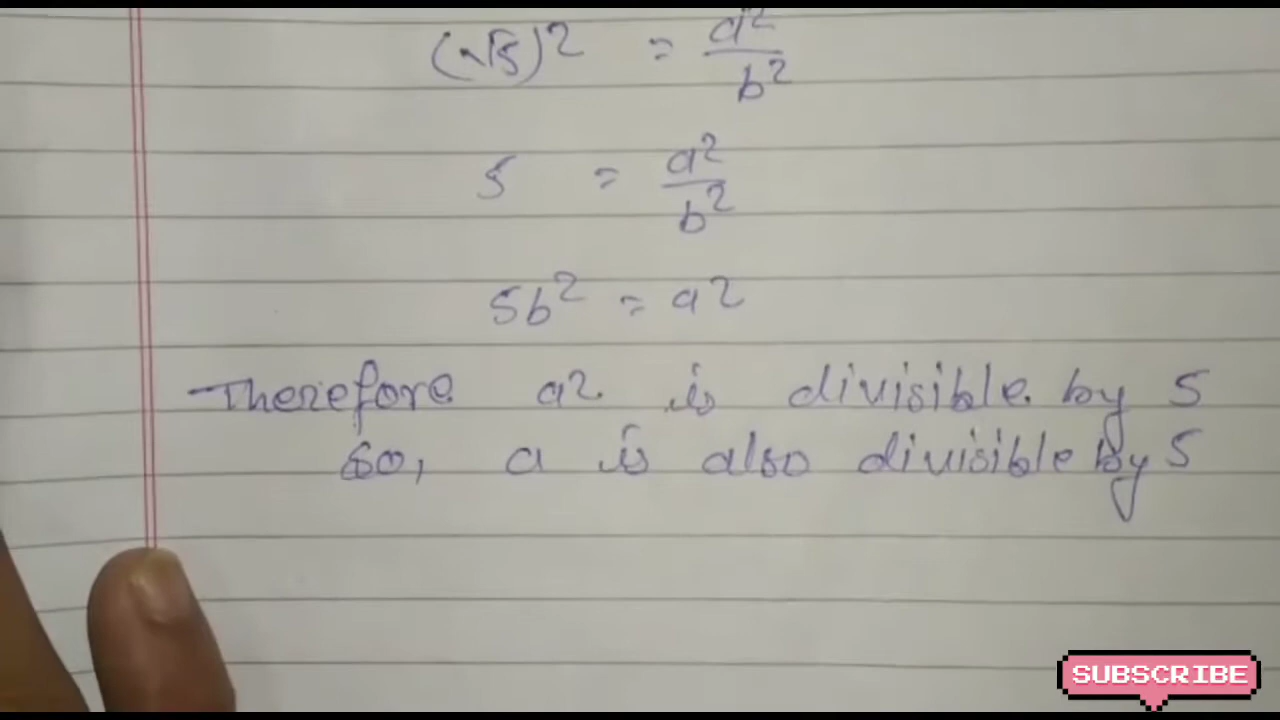 (√5)² = a²/b²
5 = a²/b²
5b² = a²
Therefore a2 is divisible by 5
So, a is also divisible by 5
SUBSCRIBE